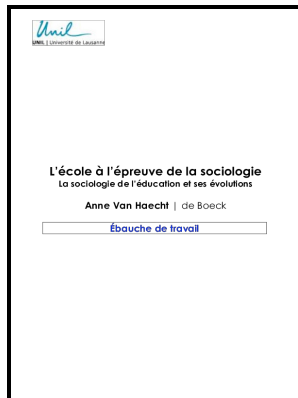 Unil
UNIL | Université de Lausanne
L'école à l'épreuve de la sociologie
La sociologie de l'éducation et ses évolutions
Anne Van Haecht | de Boeck
Ébauche de travail